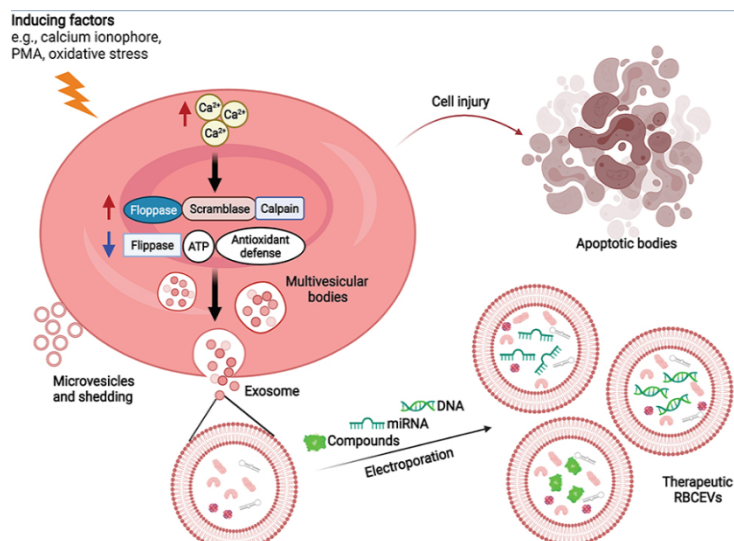 Inducing factors
e.g., calcium ionophore,
PMA, oxidative stress
Ca²⁺
Ca²⁺
Ca²⁺
Cell injury
Floppase
Scramblase
Calpain
Flippase
ATP
Antioxidant
defense
Apoptotic bodies
Multivesicular
bodies
Microvesicles
and shedding
Exosome
DNA
miRNA
Compounds
Electroporation
Therapeutic
RBCEVs